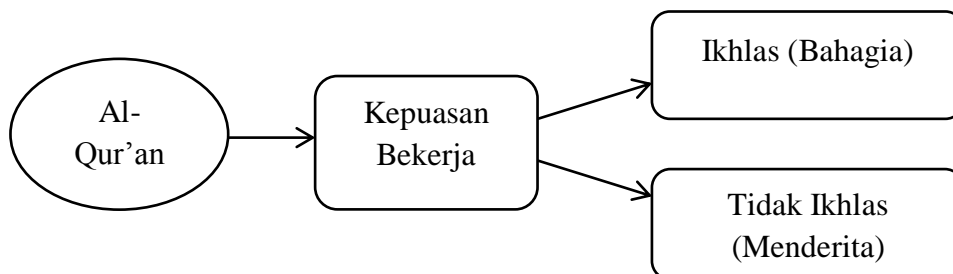 Al-
Qur’an
Kepuasan
Bekerja
Ikhlas (Bahagia)
Tidak Ikhlas
(Menderita)